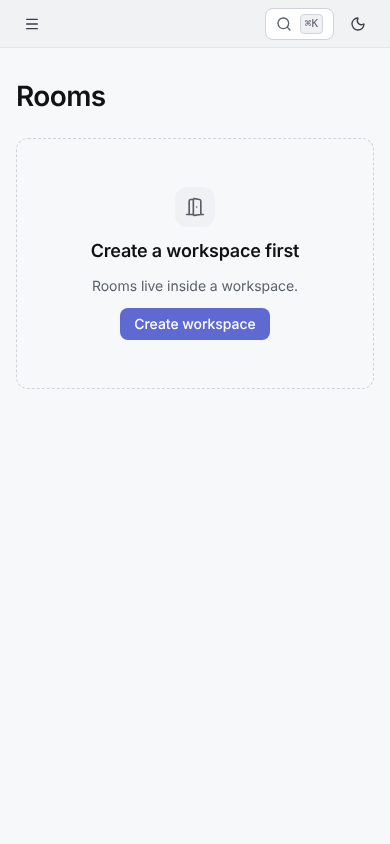 ⌘K
Rooms
Create a workspace first
Rooms live inside a workspace.
Create workspace